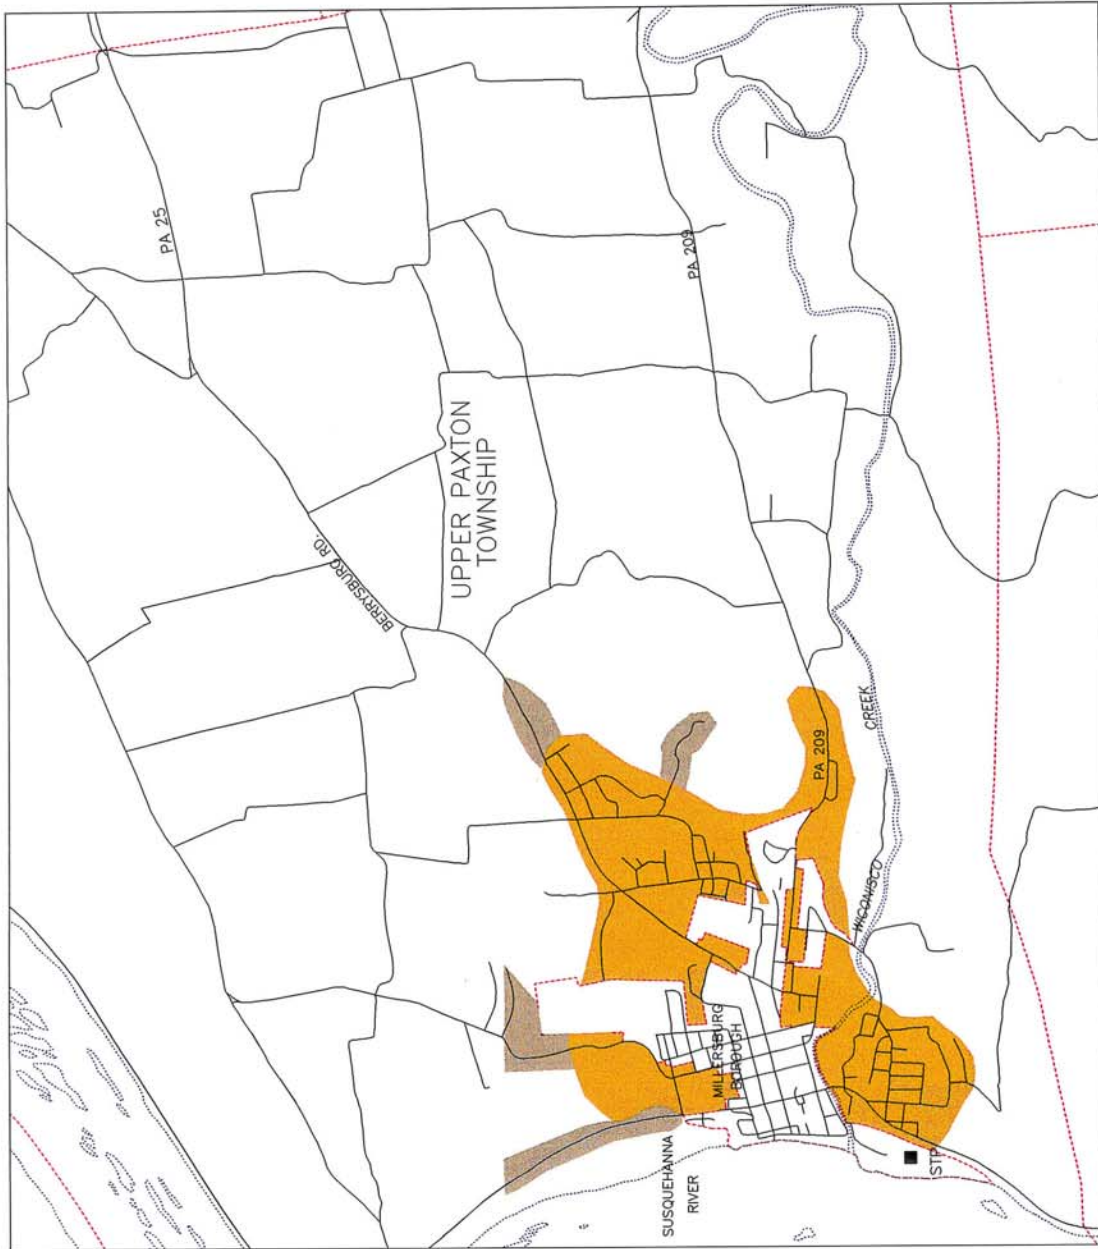 PA 25
PA 209
BERRYSBURG RD.
UPPER PAXTON
TOWNSHIP
PA 209
CREEK
WICONISCO
MILLERSBURG
BOROUGH
SUSQUEHANNA
RIVER
STP